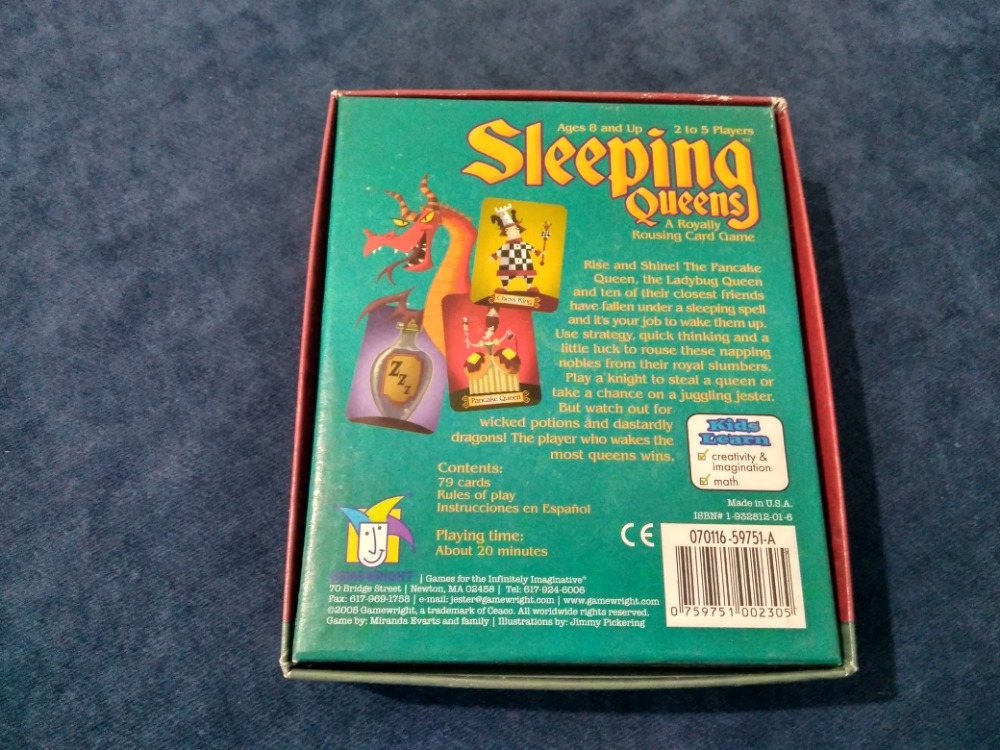 Ages 8 and Up 2 to 5 Players
Sleeping™
Queens
A Royally
Rousing Card Game
Chess King
Z
Z
Z
Pancake Queen
Rise and Shine! The Pancake
Queen, the Ladybug Queen
and ten of their closest friends
have fallen under a sleeping spell
and it's your job to wake them up.
Use strategy, quick thinking and a
little luck to rouse these napping
nobles from their royal slumbers.
Play a knight to steal a queen or
take a chance on a juggling jester.
But watch out for
wicked potions and dastardly
dragons! The player who wakes the
most queens wins.
Kids
Learn
creativity &
imagination
math
Contents:
79 cards
Rules of play
Instrucciones en Español
Playing time:
About 20 minutes
Made in U.S.A.
ISBN# 1-932812-01-6
CE
070116-59751-A
0 759751 002305
GAMEWRIGHT | Games for the Infinitely Imaginative®
70 Bridge Street | Newton, MA 02458 | Tel: 617-924-6006
Fax: 617-969-1758 | e-mail: jester@gamewright.com | www.gamewright.com
©2005 Gamewright, a trademark of Ceaco. All worldwide rights reserved.
Game by: Miranda Evarts and family | Illustrations by: Jimmy Pickering